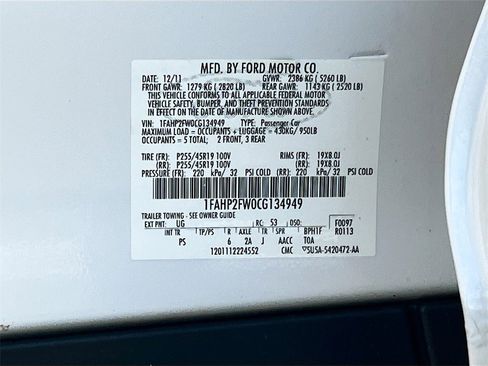 MFD. BY FORD MOTOR CO.
DATE: 12/11 GVWR: 2386 KG ( 5260 LB)
FRONT GAWR: 1279 KG ( 2820 LB) REAR GAWR: 1143 KG ( 2520 LB)
THIS VEHICLE CONFORMS TO ALL APPLICABLE FEDERAL MOTOR
VEHICLE SAFETY, BUMPER, AND THEFT PREVENTION STANDARDS
IN EFFECT ON THE DATE OF MANUFACTURE SHOWN ABOVE.
VIN: 1FAHP2FW0CG134949 TYPE: Passenger Car
MAXIMUM LOAD = OCCUPANTS + LUGGAGE = 430KG/ 950LB
OCCUPANTS = 5 TOTAL; 2 FRONT, 3 REAR
TIRE (FR): P255/45R19 100V RIMS (FR): 19X8.0J
(RR): P255/45R19 100V (RR): 19X8.0J
PRESSURE (FR): 220 kPa/ 32 PSI COLD (RR): 220 kPa/ 32 PSI COLD
1FAHP2FW0CG134949
TRAILER TOWING - SEE OWNER GUIDE
EXT PNT: UG RC: 53 DSO: F0097
INT TR TP/PS R AXLE TR BPH1F R0113
PS 6 2A J AACC TOA
1201112224552 CMC 5U5A-5420472-AA